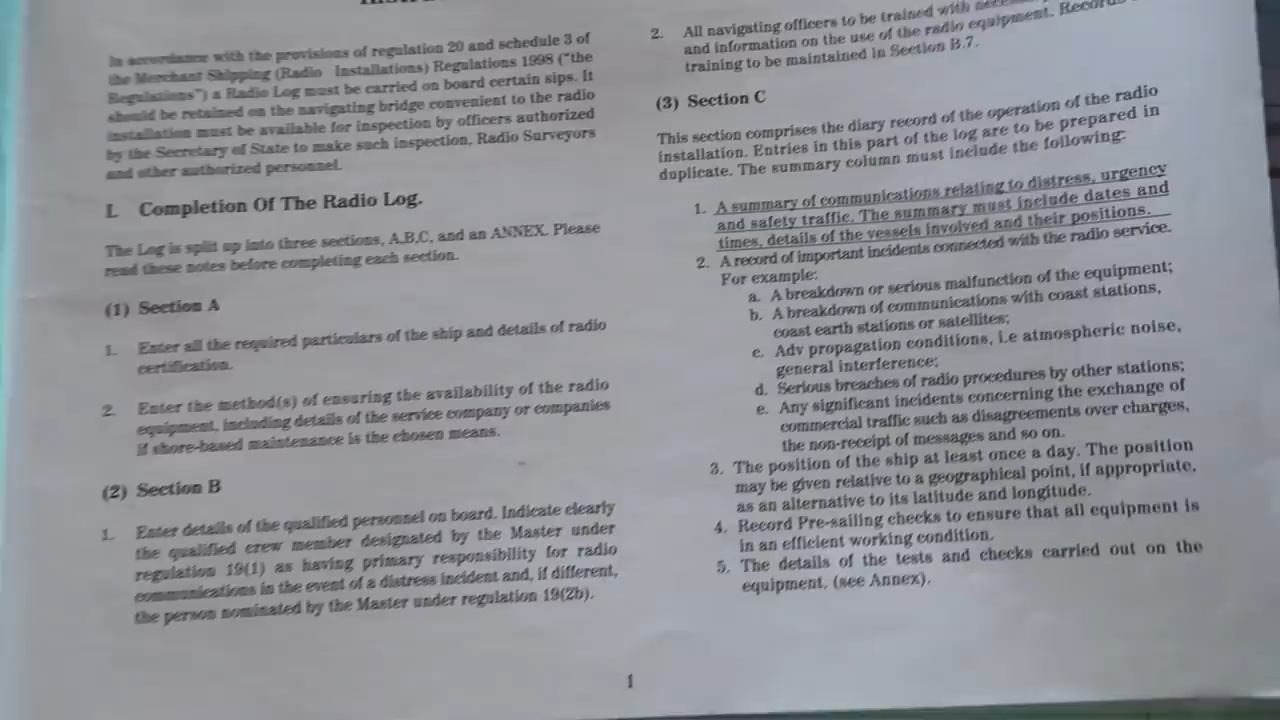 In accordance with the provisions of regulation 20 and schedule 3 of
the Merchant Shipping (Radio Installations) Regulations 1998 ("the
Regulations") a Radio Log must be carried on board certain sips. It
should be retained on the navigating bridge convenient to the radio
installation must be available for inspection by officers authorized
by the Secretary of State to make such inspection, Radio Surveyors
and other authorized personnel.
I. Completion Of The Radio Log.
The Log is split up into three sections, A,B,C, and an ANNEX. Please
read these notes before completing each section.
(1) Section A
1. Enter all the required particulars of the ship and details of radio
certification.
2. Enter the method(s) of ensuring the availability of the radio
equipment, including details of the service company or companies
if shore-based maintenance is the chosen means.
(2) Section B
1. Enter details of the qualified personnel on board. Indicate clearly
the qualified crew member designated by the Master under
regulation 19(1) as having primary responsibility for radio
communications in the event of a distress incident and, if different,
the person nominated by the Master under regulation 19(2b).
2. All navigating officers to be trained with
and information on the use of the radio equipment. Records
training to be maintained in Section B.7.
(3) Section C
This section comprises the diary record of the operation of the radio
installation. Entries in this part of the log are to be prepared in
duplicate. The summary column must include the following:
1. A summary of communications relating to distress, urgency
and safety traffic. The summary must include dates and
times, details of the vessels involved and their positions.
2. A record of important incidents connected with the radio service.
For example:
a. A breakdown or serious malfunction of the equipment;
b. A breakdown of communications with coast stations,
coast earth stations or satellites;
c. Adv propagation conditions, i.e atmospheric noise,
general interference;
d. Serious breaches of radio procedures by other stations;
e. Any significant incidents concerning the exchange of
commercial traffic such as disagreements over charges,
the non-receipt of messages and so on.
3. The position of the ship at least once a day. The position
may be given relative to a geographical point, if appropriate,
as an alternative to its latitude and longitude.
4. Record Pre-sailing checks to ensure that all equipment is
in an efficient working condition.
5. The details of the tests and checks carried out on the
equipment, (see Annex).
1